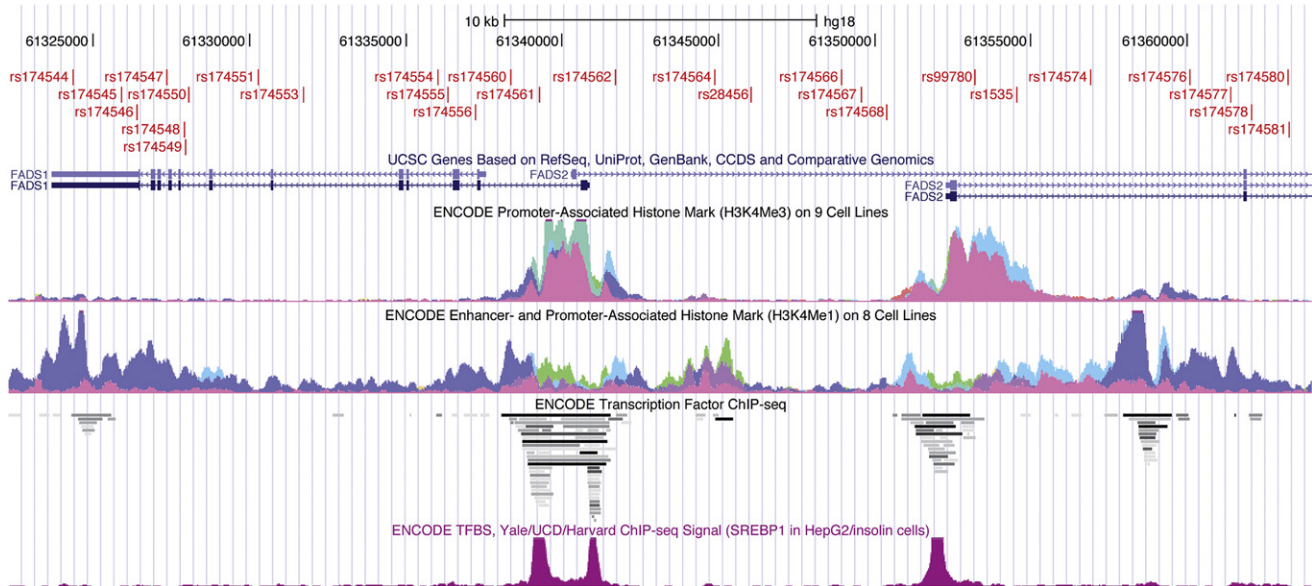 10 kb hg18
61325000 61330000 61335000 61340000 61345000 61350000 61355000 61360000
rs174544 rs174547 rs174551 rs174554 rs174560 rs174562 rs174564 rs174566 rs99780 rs174574 rs174576 rs174580
rs174545 rs174550 rs174553 rs174555 rs174561 rs28456 rs174567 rs1535 rs174577
rs174546 rs174556 rs174568 rs174578
rs174548 rs174581
rs174549
UCSC Genes Based on RefSeq, UniProt, GenBank, CCDS and Comparative Genomics
FADS1 FADS2
FADS1 FADS2
FADS2
ENCODE Promoter-Associated Histone Mark (H3K4Me3) on 9 Cell Lines
ENCODE Enhancer- and Promoter-Associated Histone Mark (H3K4Me1) on 8 Cell Lines
ENCODE Transcription Factor ChIP-seq
ENCODE TFBS, Yale/UCD/Harvard ChIP-seq Signal (SREBP1 in HepG2/insolin cells)